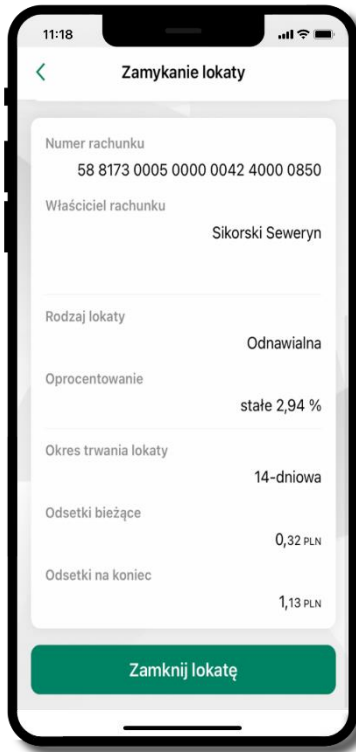 11:18
Zamykanie lokaty
Numer rachunku
58 8173 0005 0000 0042 4000 0850
Właściciel rachunku
Sikorski Seweryn
Rodzaj lokaty
Odnawialna
Oprocentowanie
stałe 2,94 %
Okres trwania lokaty
14-dniowa
Odsetki bieżące
0,32 PLN
Odsetki na koniec
1,13 PLN
Zamknij lokatę